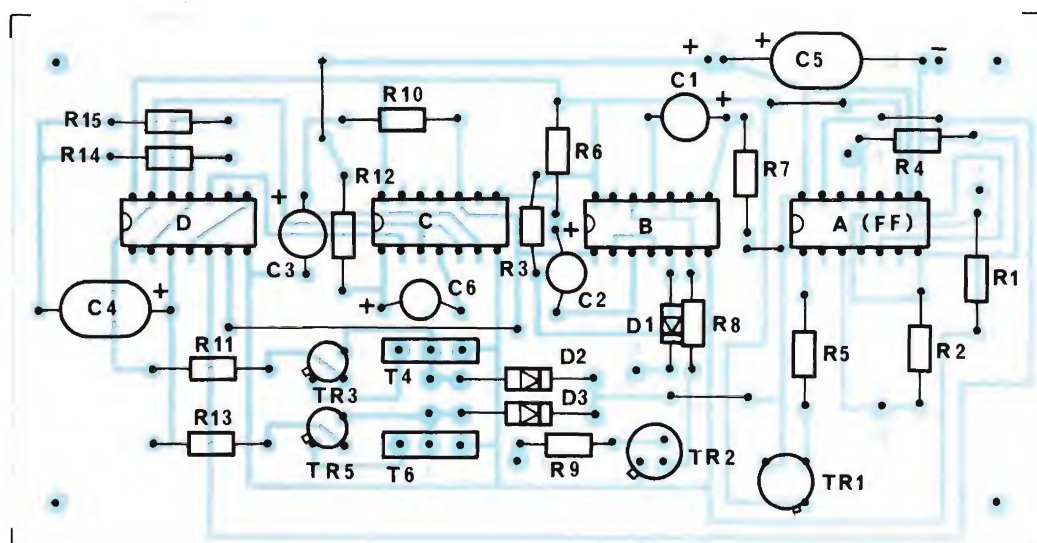 + + C5 −
C1 +
R10
R15
R14
R6
R7
R4
R12
+ D
C3
C
R3
+
C2
B
A (FF)
R1
C4 +
+ C6
D1 R8
R5
R2
R11
TR3
T4
D2
D3
R13
TR5
T6
R9
TR2
TR1